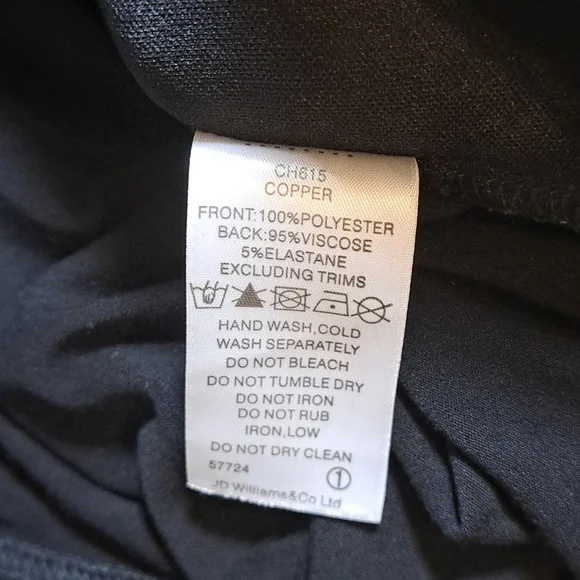 CH615
COPPER
FRONT:100%POLYESTER
BACK:95%VISCOSE
5%ELASTANE
EXCLUDING TRIMS
HAND WASH,COLD
WASH SEPARATELY
DO NOT BLEACH
DO NOT TUMBLE DRY
DO NOT IRON
DO NOT RUB
IRON,LOW
DO NOT DRY CLEAN
57724 1
JD Williams&Co Ltd